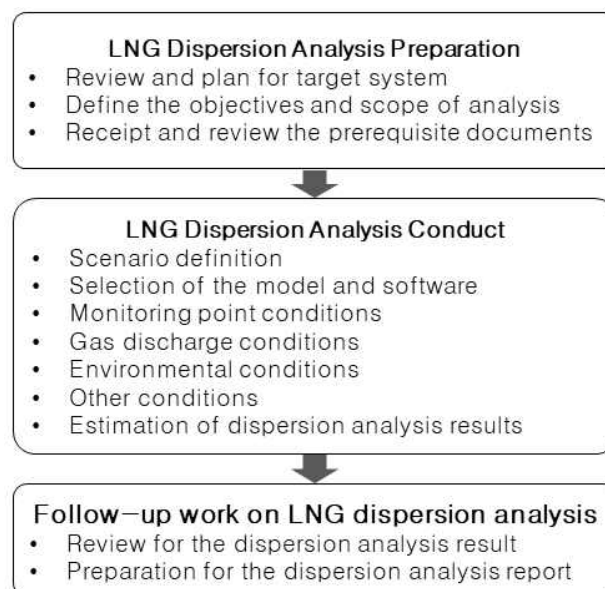 LNG Dispersion Analysis Preparation
• Review and plan for target system
• Define the objectives and scope of analysis
• Receipt and review the prerequisite documents
LNG Dispersion Analysis Conduct
• Scenario definition
• Selection of the model and software
• Monitoring point conditions
• Gas discharge conditions
• Environmental conditions
• Other conditions
• Estimation of dispersion analysis results
Follow-up work on LNG dispersion analysis
• Review for the dispersion analysis result
• Preparation for the dispersion analysis report